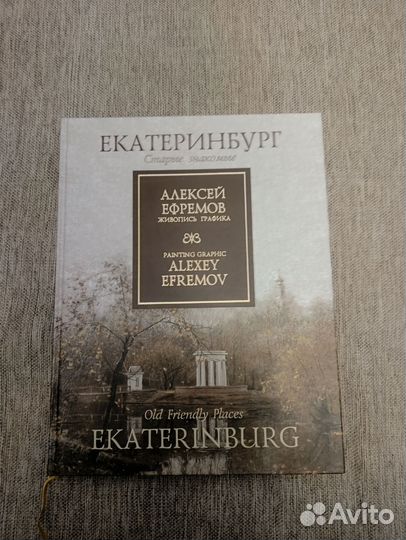 ЕКАТЕРИНБУРГ
Старые знакомые
АЛЕКСЕЙ
ЕФРЕМОВ
ЖИВОПИСЬ ГРАФИКА
PAINTING GRAPHIC
ALEXEY
EFREMOV
Old Friendly Places
EKATERINBURG
Avito